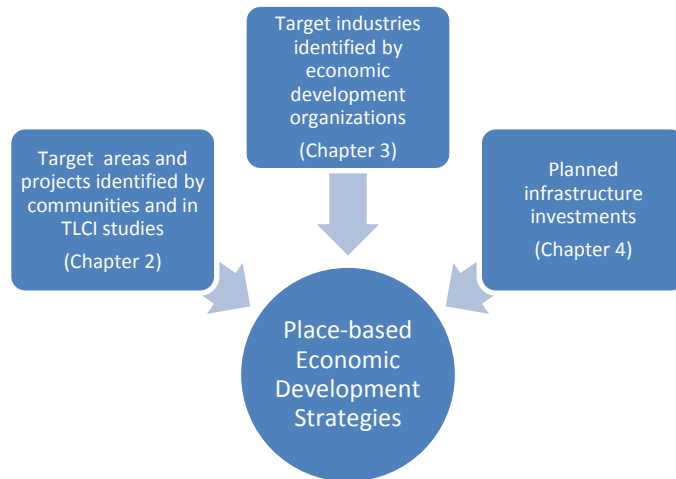 Target industries
identified by
economic
development
organizations
(Chapter 3)
Target areas and
projects identified by
communities and in
TLCI studies
(Chapter 2)
Planned
infrastructure
investments
(Chapter 4)
Place-based
Economic
Development
Strategies